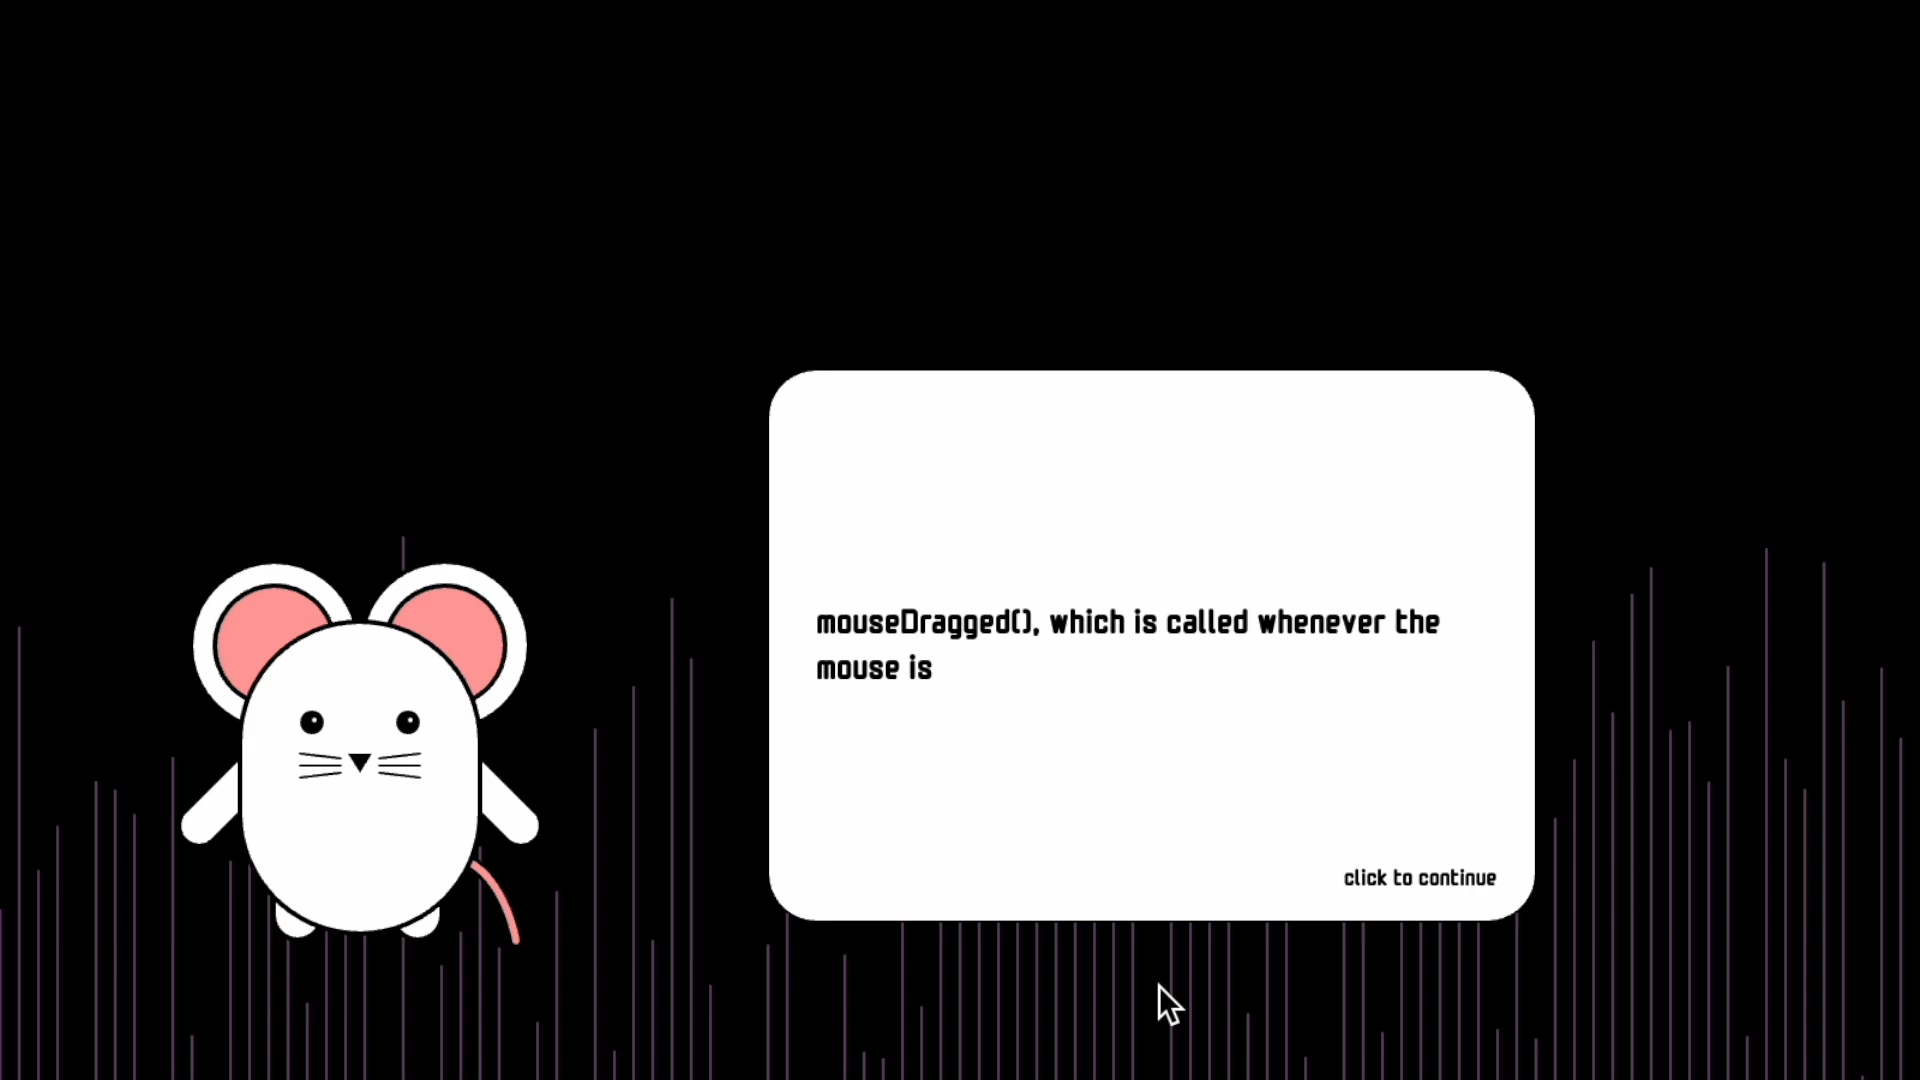 mouseDragged(), which is called whenever the
mouse is
click to continue